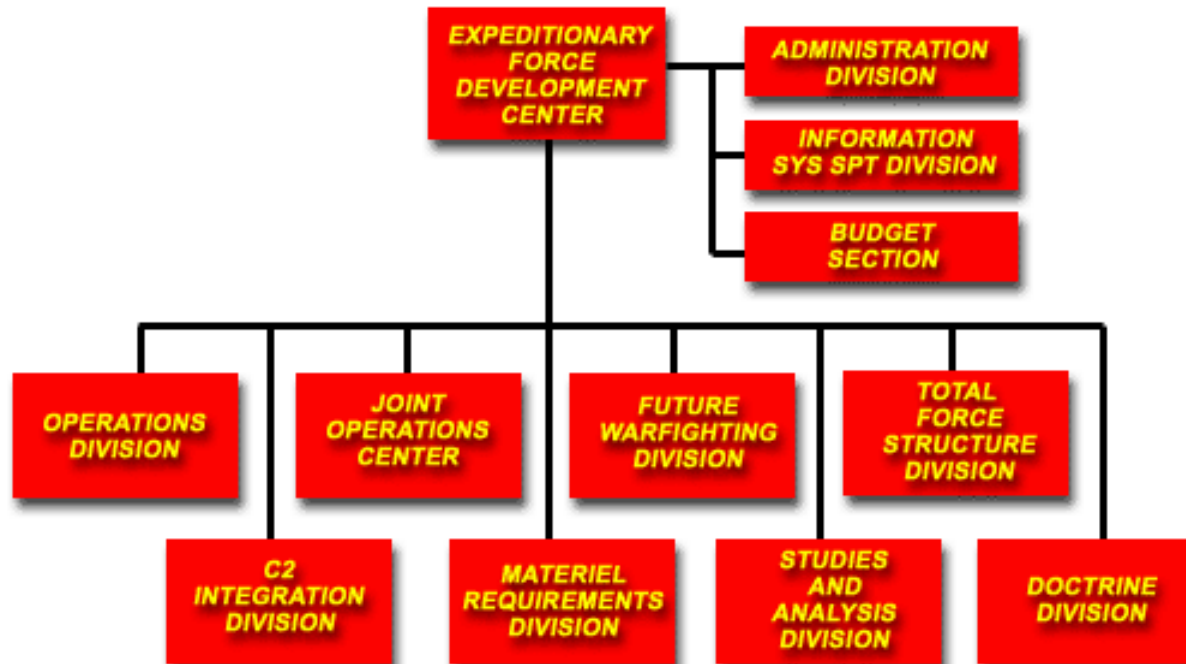 EXPEDITIONARY
FORCE
DEVELOPMENT
CENTER
ADMINISTRATION
DIVISION
INFORMATION
SYS SPT DIVISION
BUDGET
SECTION
OPERATIONS
DIVISION
JOINT
OPERATIONS
CENTER
FUTURE
WARFIGHTING
DIVISION
TOTAL
FORCE
STRUCTURE
DIVISION
C2
INTEGRATION
DIVISION
MATERIEL
REQUIREMENTS
DIVISION
STUDIES
AND
ANALYSIS
DIVISION
DOCTRINE
DIVISION